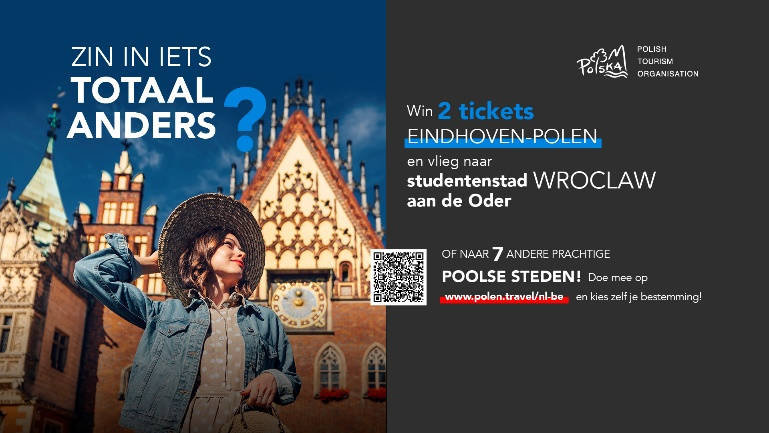 ZIN IN IETS
TOTAAL
ANDERS?
POLSKA
POLISH
TOURISM
ORGANISATION
Win 2 tickets
EINDHOVEN-POLEN
en vlieg naar
studentenstad WROCLAW
aan de Oder
OF NAAR 7 ANDERE PRACHTIGE
POOLSE STEDEN! Doe mee op
www.polen.travel/nl-be en kies zelf je bestemming!